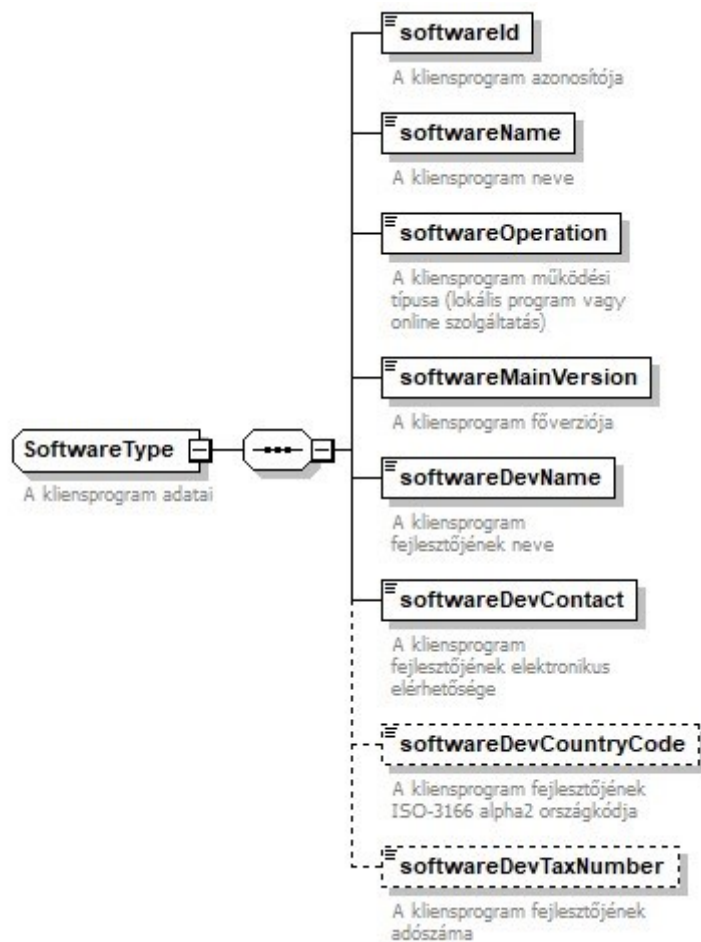 softwareId
A kliensprogram azonosítója
softwareName
A kliensprogram neve
softwareOperation
A kliensprogram működési
típusa (lokális program vagy
online szolgáltatás)
softwareMainVersion
A kliensprogram főverziója
SoftwareType
A kliensprogram adatai
softwareDevName
A kliensprogram
fejlesztőjének neve
softwareDevContact
A kliensprogram
fejlesztőjének elektronikus
elérhetősége
softwareDevCountryCode
A kliensprogram fejlesztőjének
ISO-3166 alpha2 országkódja
softwareDevTaxNumber
A kliensprogram fejlesztőjének
adószáma